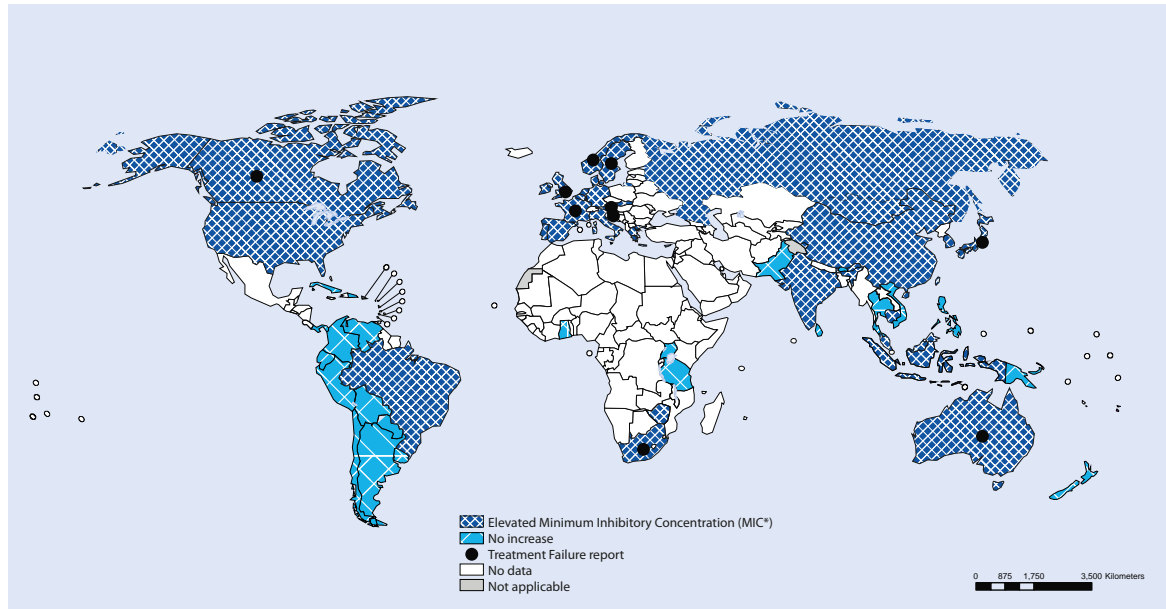 Elevated Minimum Inhibitory Concentration (MIC*)
No increase
Treatment Failure report
No data
Not applicable
0 875 1,750 3,500 Kilometers